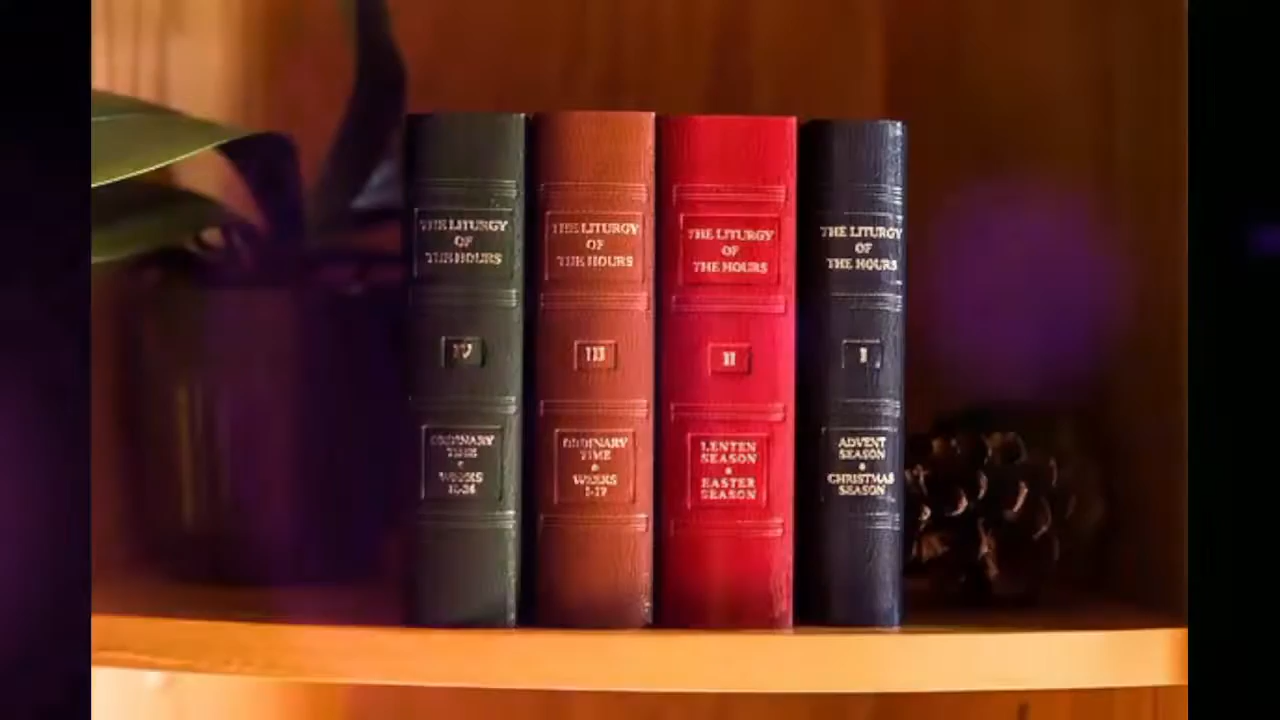 THE LITURGY
OF
THE HOURS
IV
ORDINARY
TIME
WEEKS
THE LITURGY
OF
THE HOURS
III
ORDINARY
TIME
WEEKS
1-17
THE LITURGY
OF
THE HOURS
II
LENTEN
SEASON
EASTER
SEASON
THE LITURGY
OF
THE HOURS
I
ADVENT
SEASON
CHRISTMAS
SEASON